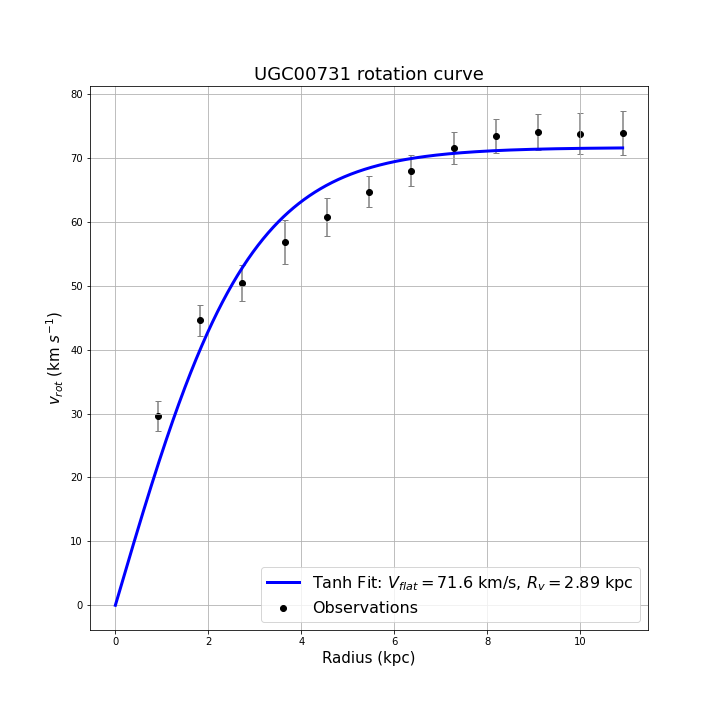 UGC00731 rotation curve
80
70
60
50
40
30
20
10
0
v_rot (km s⁻¹)
Tanh Fit: V_flat = 71.6 km/s, R_v = 2.89 kpc
Observations
0 2 4 6 8 10
Radius (kpc)